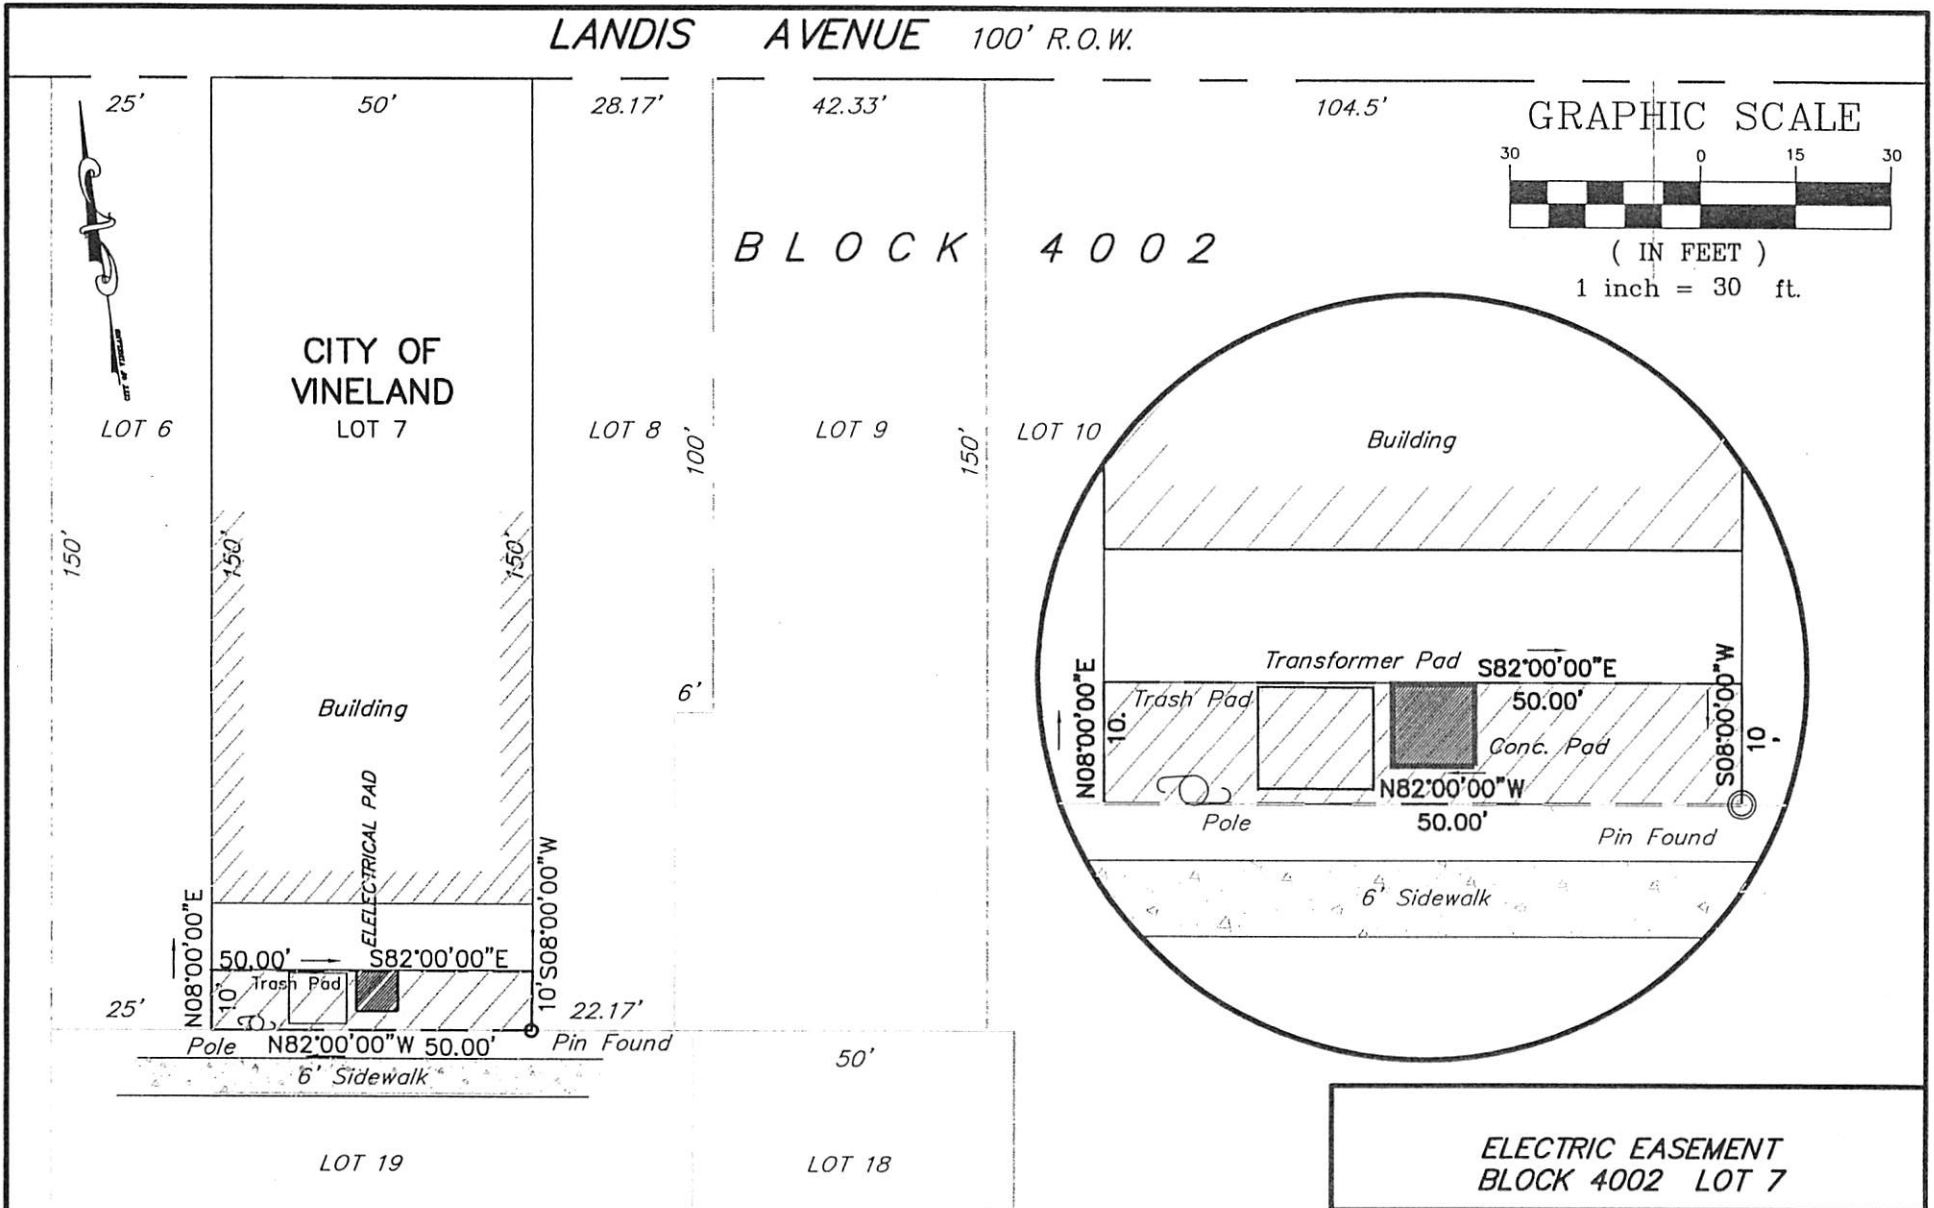 LANDIS AVENUE 100' R.O.W.
25'
50'
28.17'
42.33'
104.5'
GRAPHIC SCALE
30 0 15 30
( IN FEET )
1 inch = 30 ft.
BLOCK 4002
CITY OF VINELAND
CITY OF
VINELAND
LOT 6
LOT 7
LOT 8
100'
LOT 9
150'
LOT 10
150'
150'
150'
Building
6'
ELELECTRICAL PAD
N08°00'00"E
10'
50.00'
S82°00'00"E
10' S08°00'00"W
Trash Pad
25'
22.17'
Pole
N82°00'00"W 50.00'
Pin Found
6' Sidewalk
50'
LOT 19
LOT 18
Building
Transformer Pad
S82°00'00"E
50.00'
Trash Pad
N08°00'00"E
10.
Conc. Pad
S08°00'00"W
10'
N82°00'00"W
50.00'
Pole
Pin Found
6' Sidewalk
ELECTRIC EASEMENT
BLOCK 4002 LOT 7